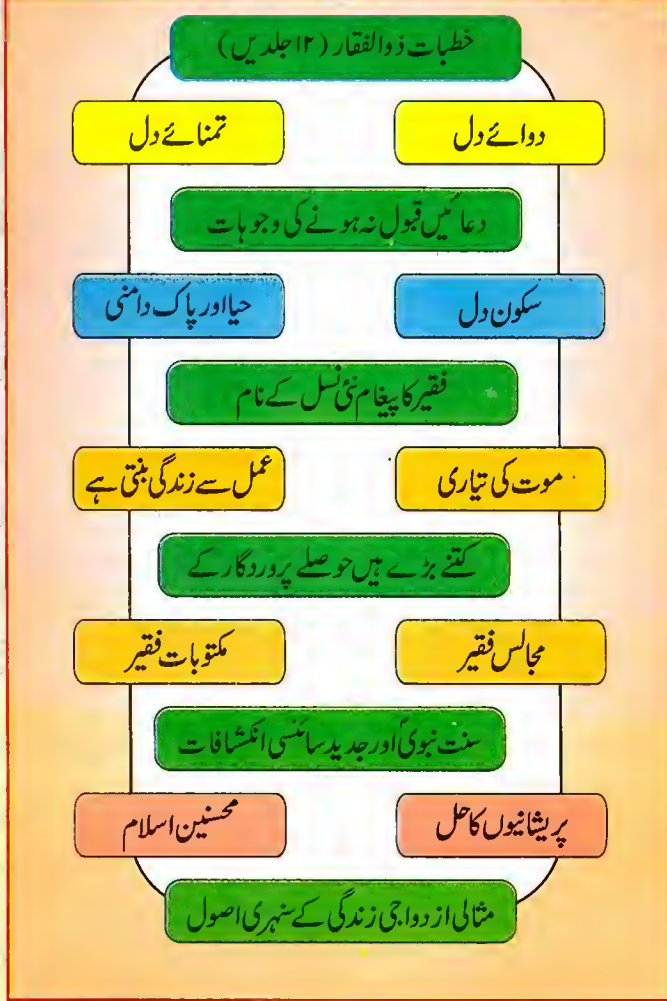 خطبات ذوالفقار (۱۲ جلدیں)
دوائے دل
تمنائے دل
دعائیں قبول نہ ہونے کی وجوہات
سکون دل
حیا اور پاک دامنی
فقیر کا پیغام نئی نسل کے نام
موت کی تیاری
عمل سے زندگی بنتی ہے
کتنے بڑے ہیں حوصلے پروردگار کے
مجالس فقیر
مکتوبات فقیر
سنت نبویؐ اور جدید سائنسی انکشافات
پریشانیوں کا حل
محسنین اسلام
مثالی ازدواجی زندگی کے سنہری اصول